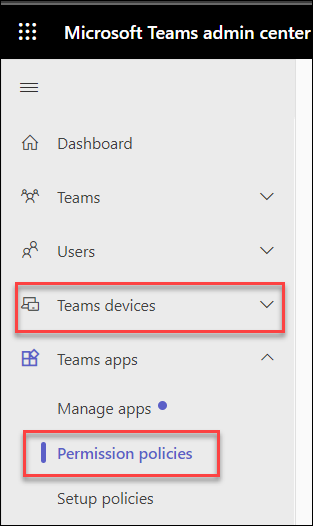 Microsoft Teams admin center
Dashboard
Teams
Users
Teams devices
Teams apps
Manage apps
Permission policies
Setup policies